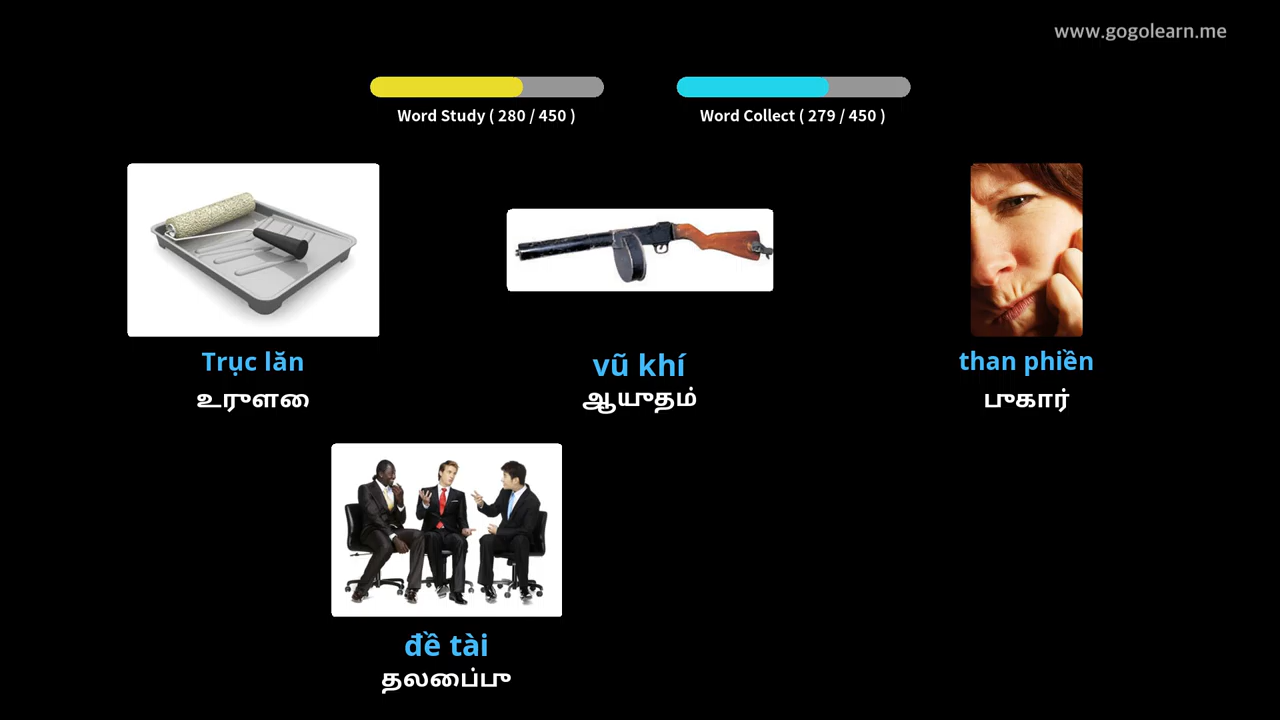 www.gogolearn.me
Word Study ( 280 / 450 )
Word Collect ( 279 / 450 )
Trục lăn
உருளை
vũ khí
ஆயுதம்
than phiền
புகார்
đề tài
தலைப்பு